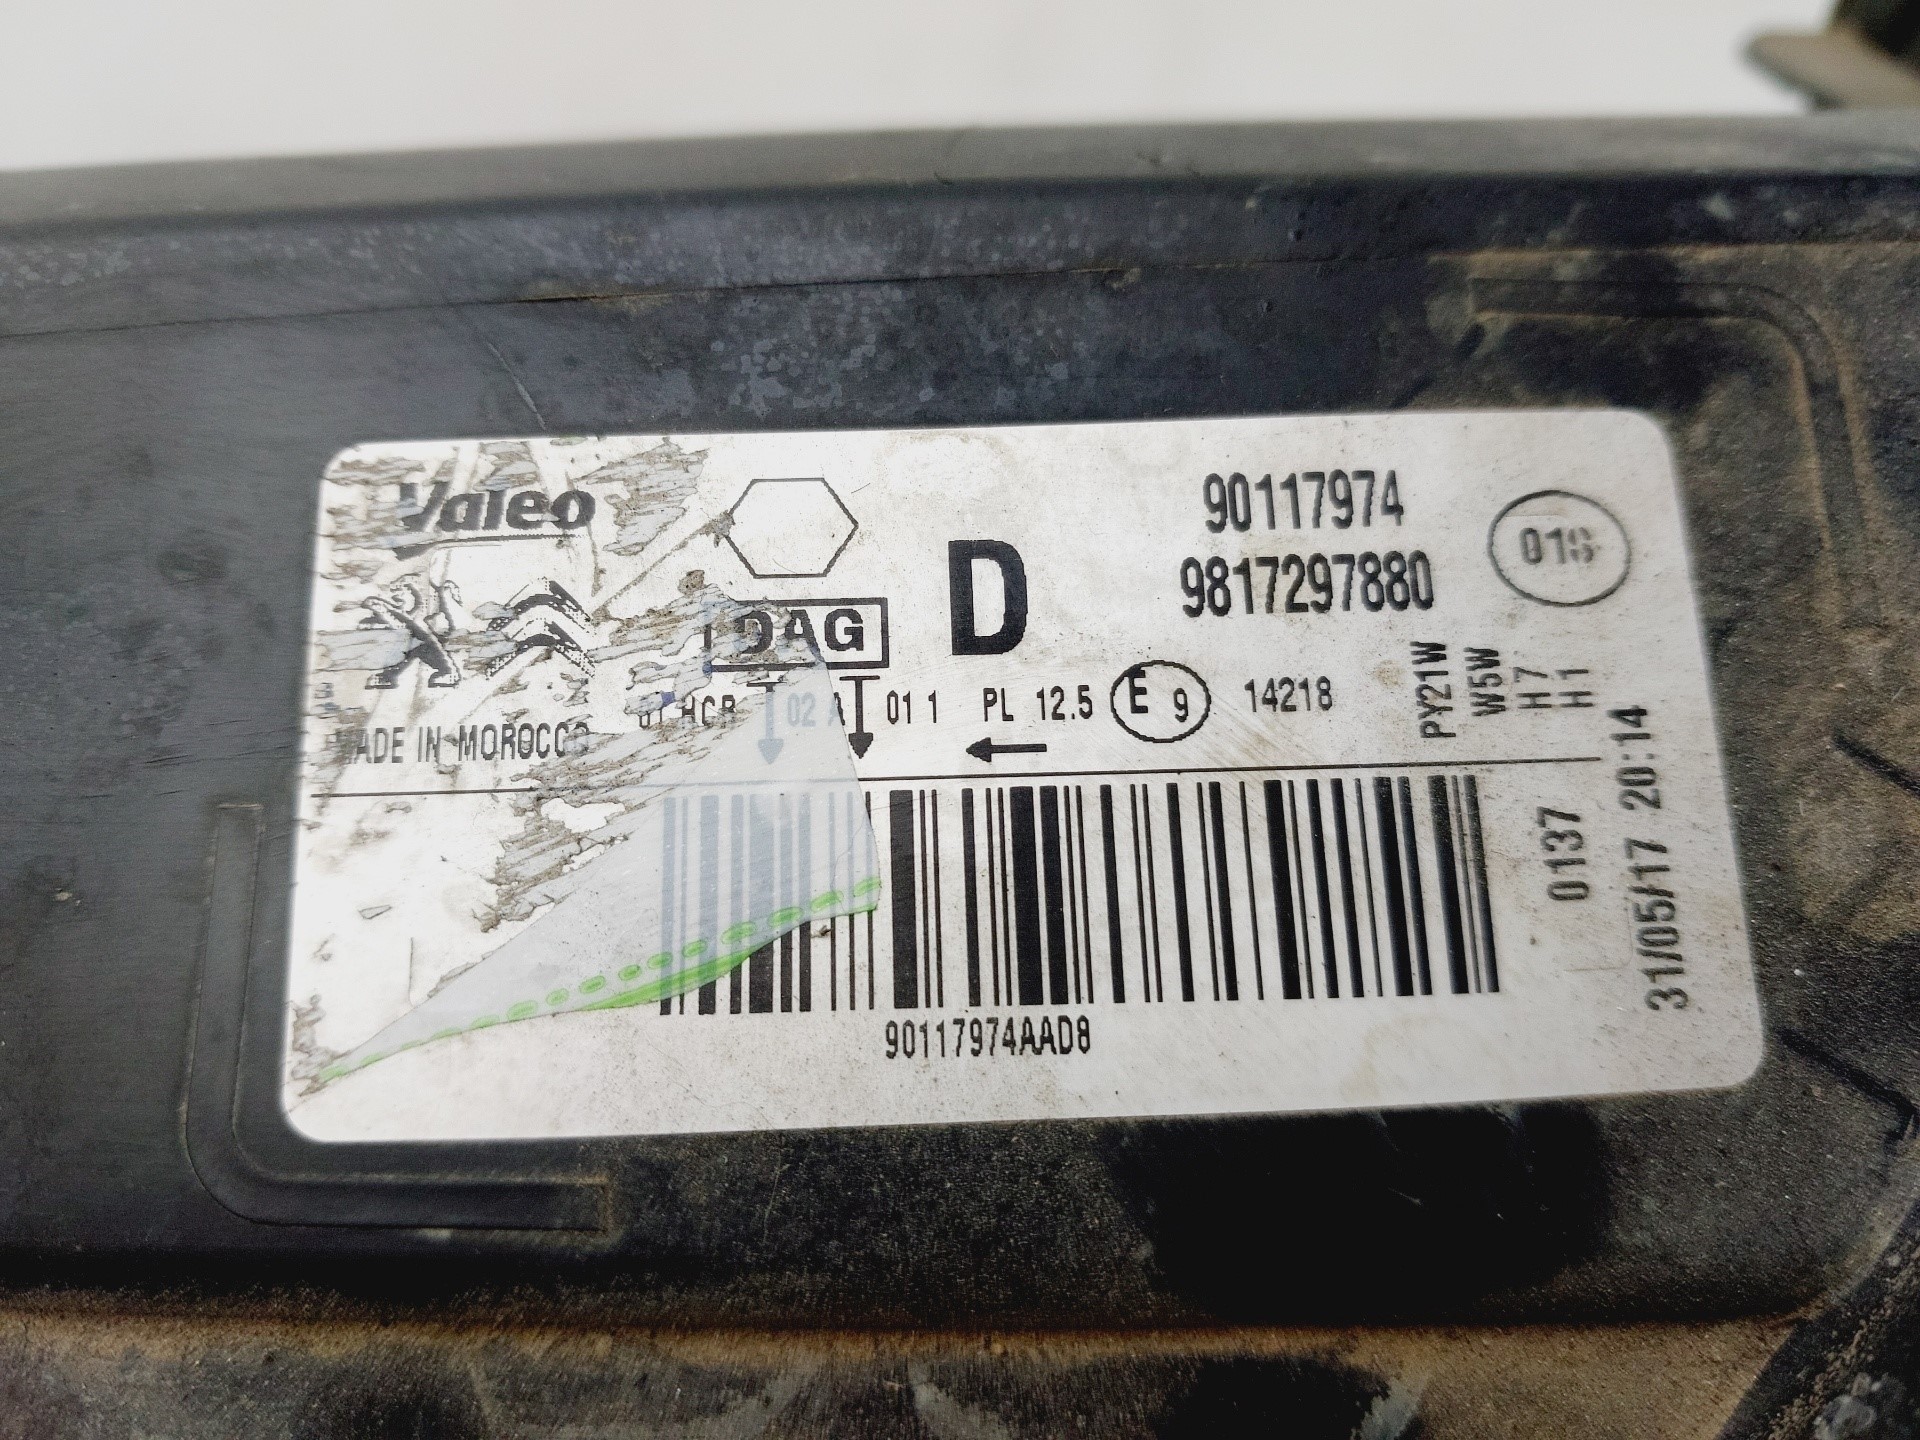 Valeo
MADE IN MOROCCO
DAG
D
90117974
9817297880
01 HCR 02 A 01 1 PL 12.5 E 9 14218
PY21W
W5W
H7
H1
0137
31/05/17 20:14
90117974AAD8